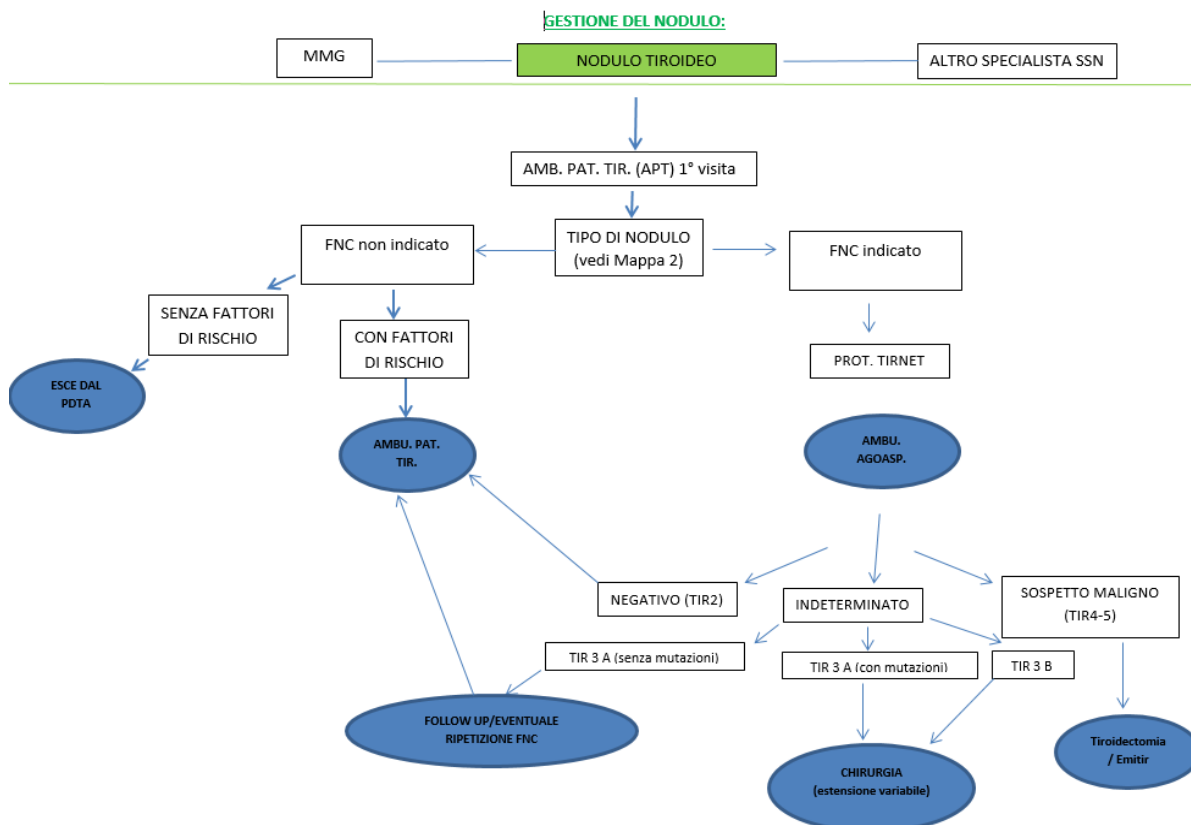 GESTIONE DEL NODULO:
MMG
NODULO TIROIDEO
ALTRO SPECIALISTA SSN
AMB. PAT. TIR. (APT) 1° visita
FNC non indicato
TIPO DI NODULO
(vedi Mappa 2)
FNC indicato
SENZA FATTORI
DI RISCHIO
CON FATTORI
DI RISCHIO
PROT. TIRNET
ESCE DAL
PDTA
AMBU. PAT.
TIR.
AMBU.
AGOASP.
NEGATIVO (TIR2)
INDETERMINATO
SOSPETTO MALIGNO
(TIR4-5)
TIR 3 A (senza mutazioni)
TIR 3 A (con mutazioni)
TIR 3 B
FOLLOW UP/EVENTUALE
RIPETIZIONE FNC
CHIRURGIA
(estensione variabile)
Tiroidectomia
/ Emitir